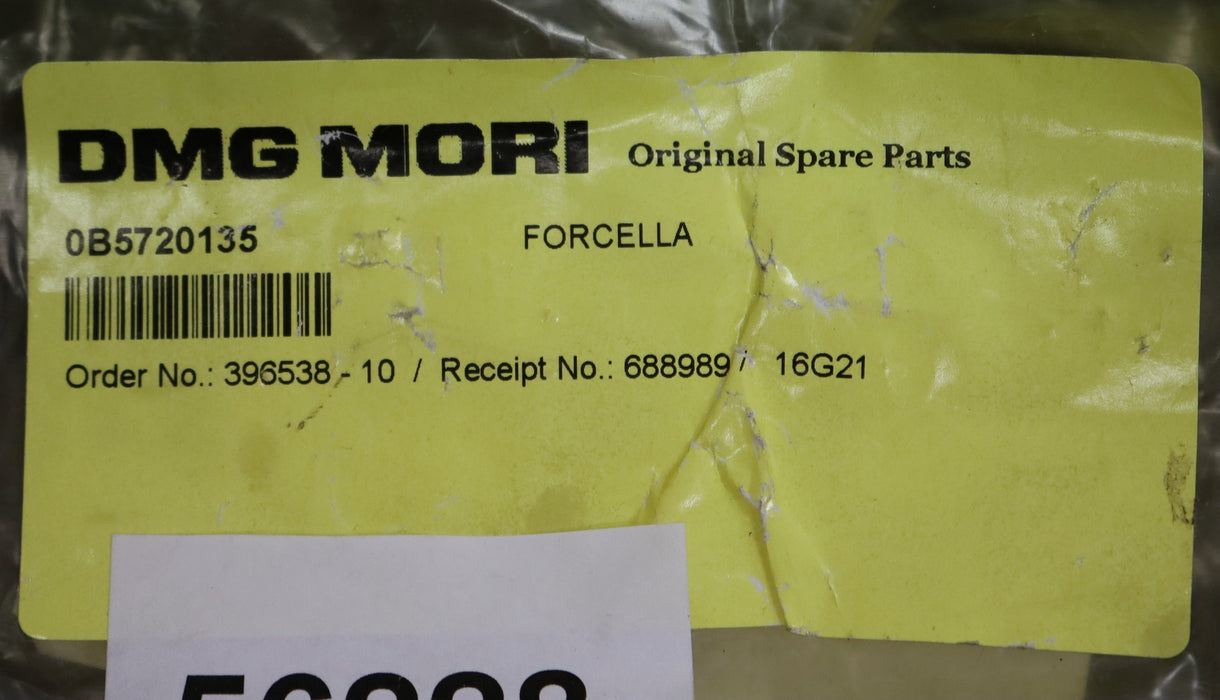 DMG MORI Original Spare Parts
0B5720135 FORCELLA
Order No.: 396538 - 10 / Receipt No.: 688989 / 16G21